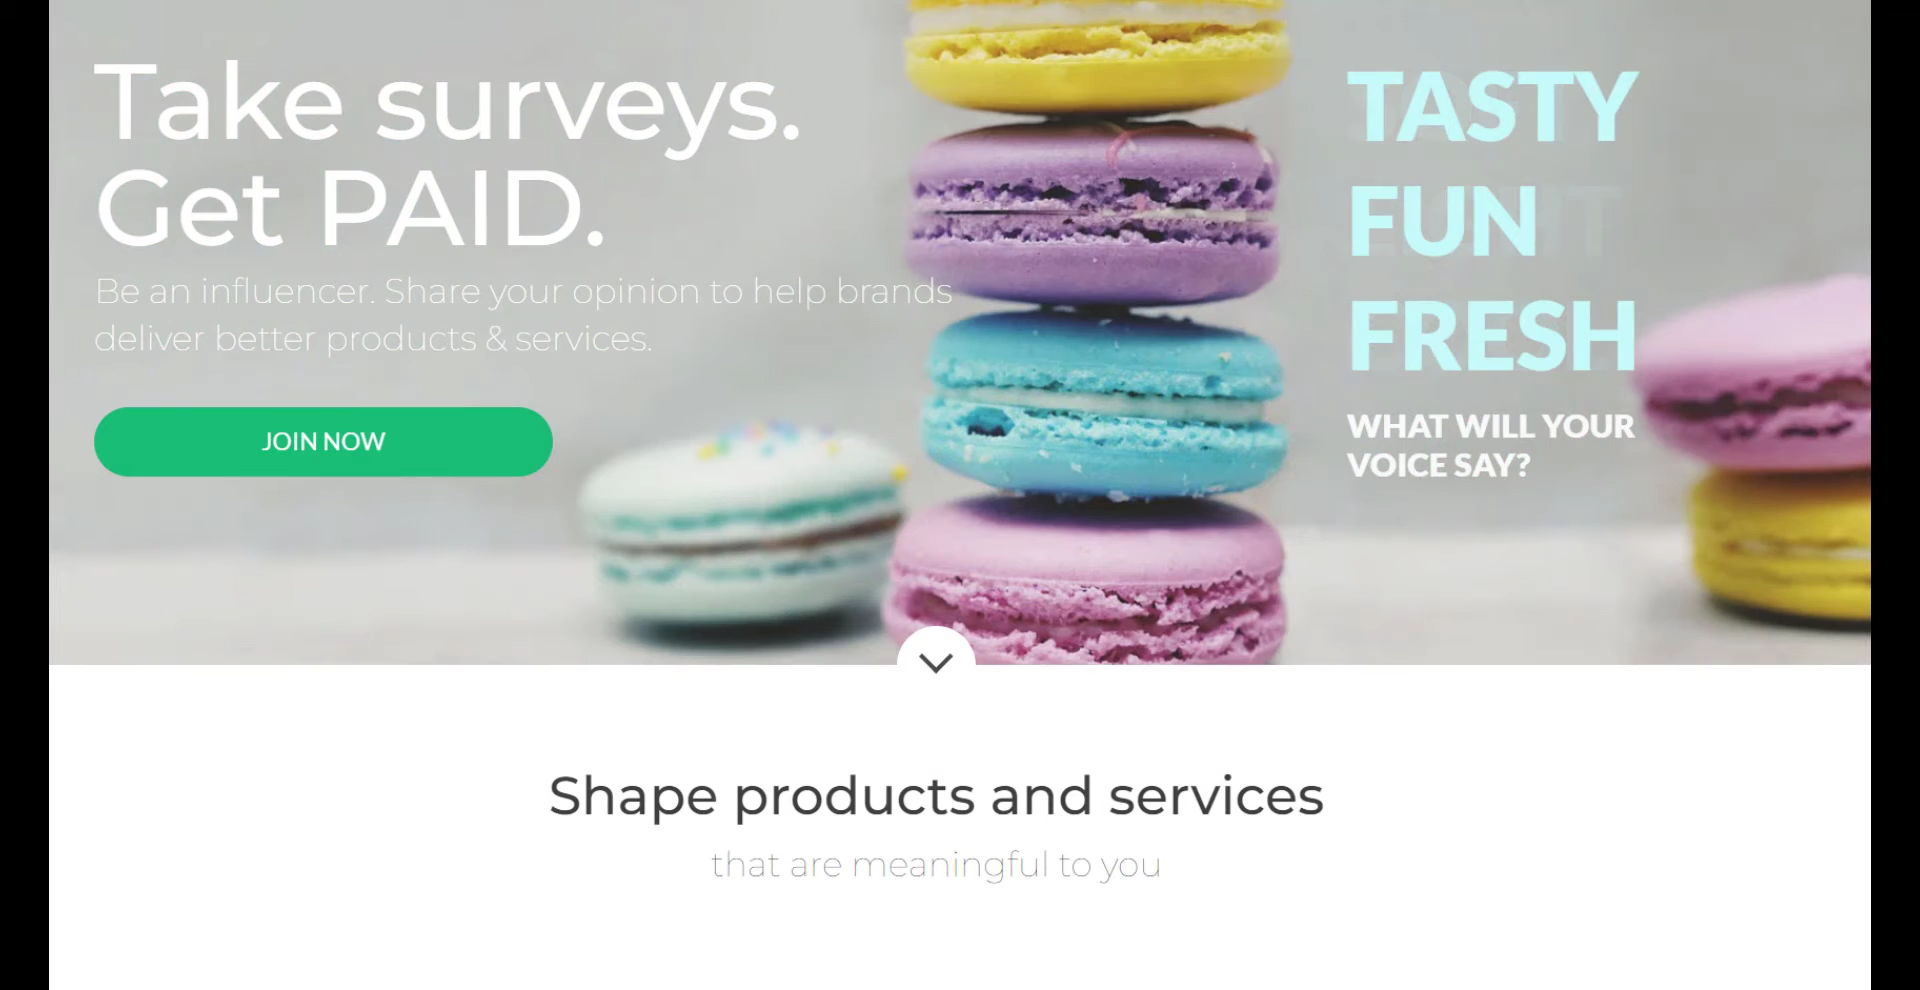 Take surveys.
Get PAID.
Be an influencer. Share your opinion to help brands
deliver better products & services.
JOIN NOW
TASTY
FUN
FRESH
WHAT WILL YOUR
VOICE SAY?
Shape products and services
that are meaningful to you